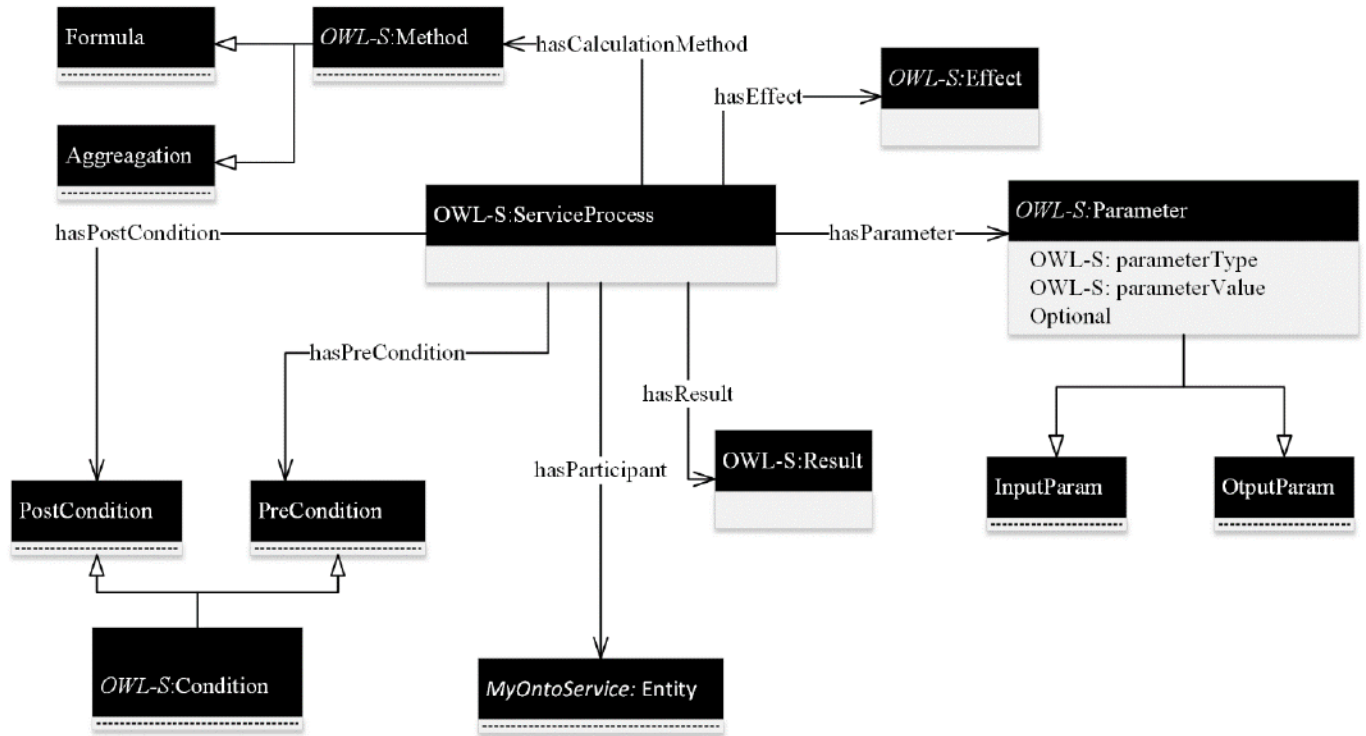 Formula
OWL-S:Method
hasCalculationMethod
OWL-S:Effect
hasEffect
Aggreagation
OWL-S:ServiceProcess
OWL-S:Parameter
hasPostCondition
hasParameter
OWL-S: parameterType
OWL-S: parameterValue
Optional
hasPreCondition
hasResult
OWL-S:Result
hasParticipant
InputParam
OtputParam
PostCondition
PreCondition
OWL-S:Condition
MyOntoService: Entity